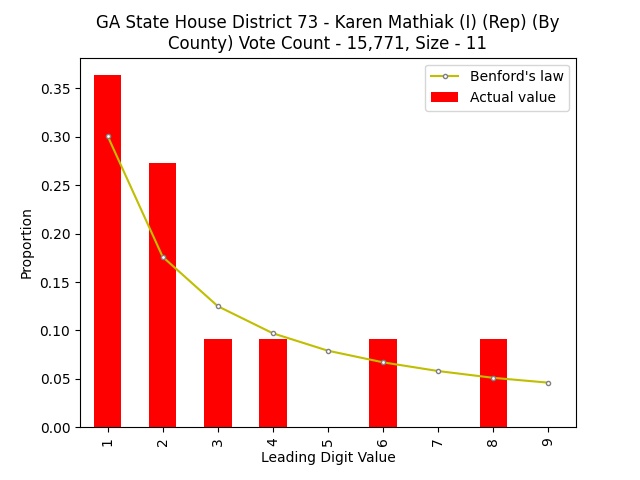 GA State House District 73 - Karen Mathiak (I) (Rep) (By
County) Vote Count - 15,771, Size - 11
Benford's law
Actual value
Proportion
0.35
0.30
0.25
0.20
0.15
0.10
0.05
0.00
1 2 3 4 5 6 7 8 9
Leading Digit Value